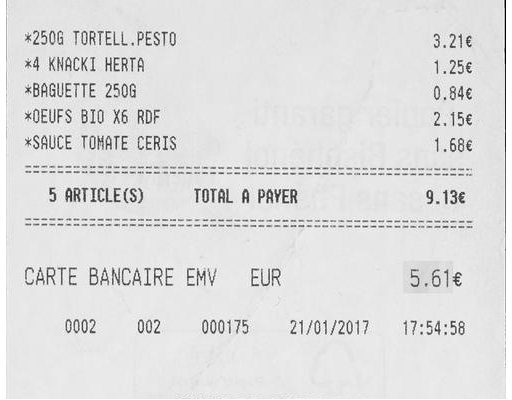 *250G TORTELL.PESTO 3.21€
*4 KNACKI HERTA 1.25€
*BAGUETTE 250G 0.84€
*OEUFS BIO X6 RDF 2.15€
*SAUCE TOMATE CERIS 1.68€
5 ARTICLE(S) TOTAL A PAYER 9.13€
CARTE BANCAIRE EMV EUR 5.61€
0002 002 000175 21/01/2017 17:54:58